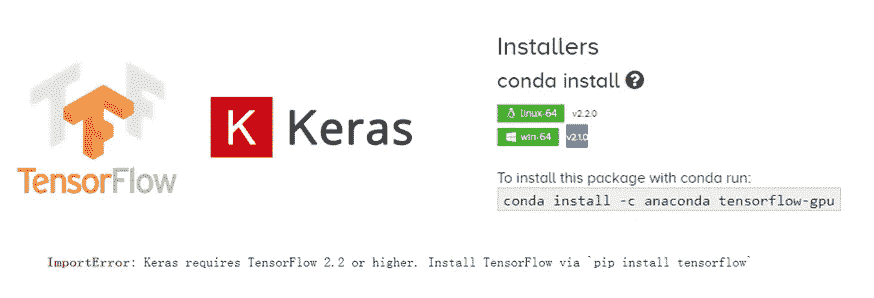 TensorFlow
K Keras
Installers
conda install ?
linux-64 v2.2.0
win-64 v2.1.0
To install this package with conda run:
conda install -c anaconda tensorflow-gpu
ImportError: Keras requires TensorFlow 2.2 or higher. Install TensorFlow via `pip install tensorflow`